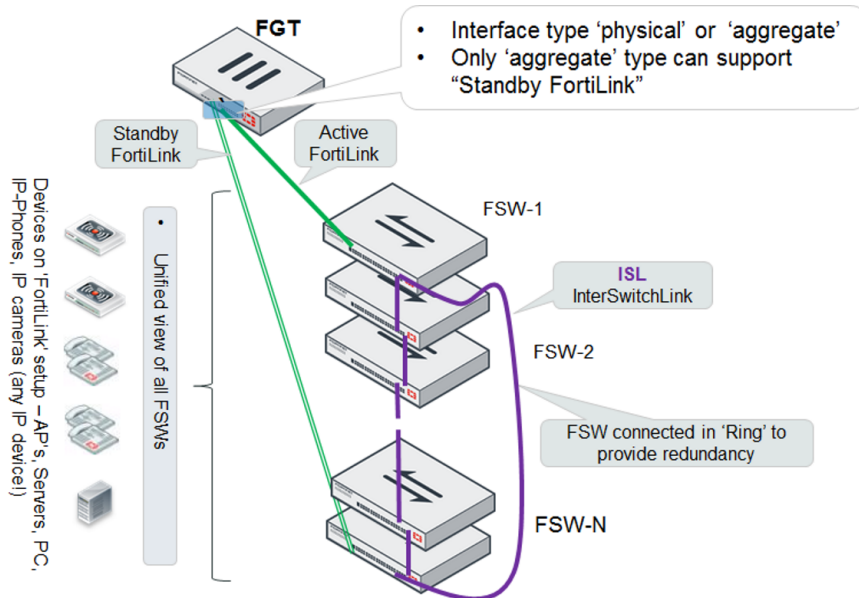 FGT
• Interface type ‘physical’ or ‘aggregate’
• Only ‘aggregate’ type can support
“Standby FortiLink”
Standby
FortiLink
Active
FortiLink
FSW-1
ISL
InterSwitchLink
FSW-2
FSW connected in ‘Ring’ to
provide redundancy
FSW-N
• Unified view of all FSWs
Devices on ‘FortiLink’ setup – AP’s, Servers, PC,
IP-Phones, IP cameras (any IP device!)